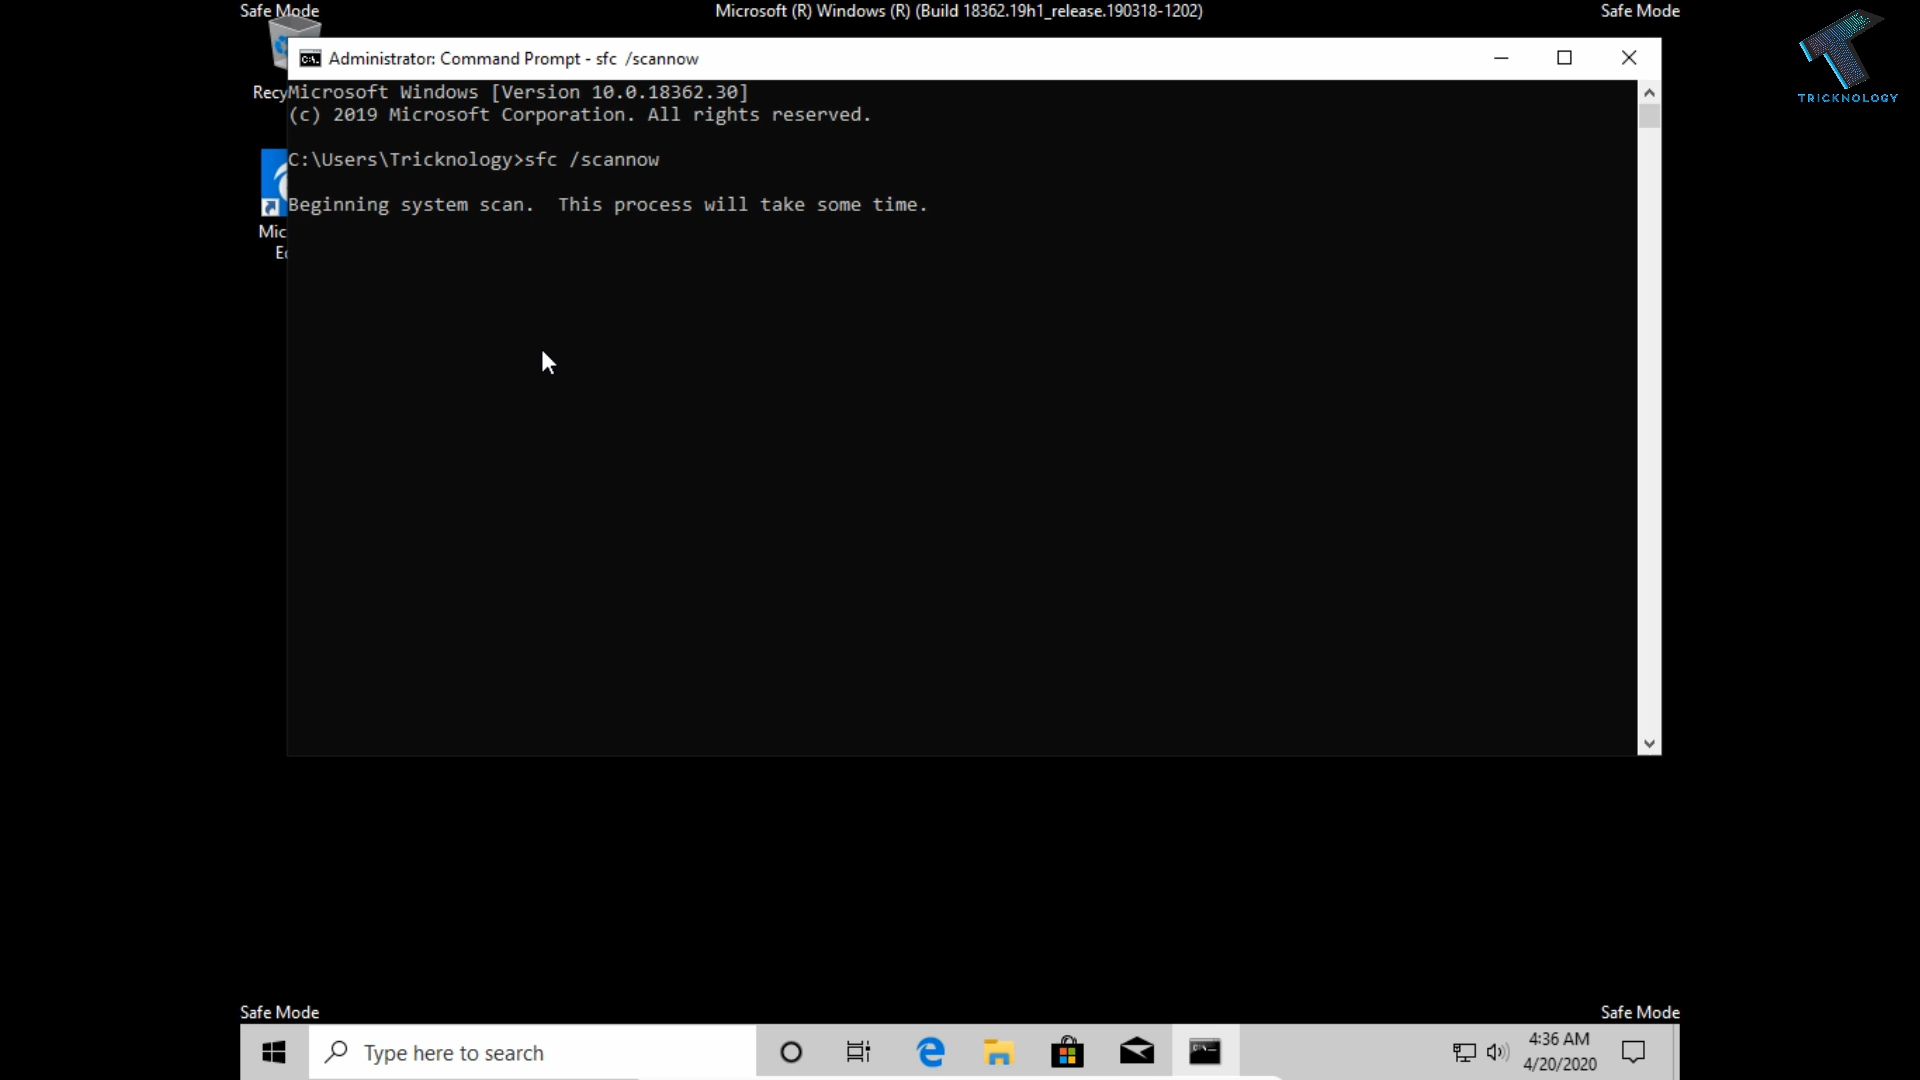 Safe Mode
Microsoft (R) Windows (R) (Build 18362.19h1_release.190318-1202)
Safe Mode
TRICKNOLOGY
Administrator: Command Prompt - sfc  /scannow
Recy
Microsoft Windows [Version 10.0.18362.30]
(c) 2019 Microsoft Corporation. All rights reserved.
C:\Users\Tricknology>sfc /scannow
Beginning system scan.  This process will take some time.
Mic
Ed
Safe Mode
Safe Mode
Type here to search
4:36 AM
4/20/2020